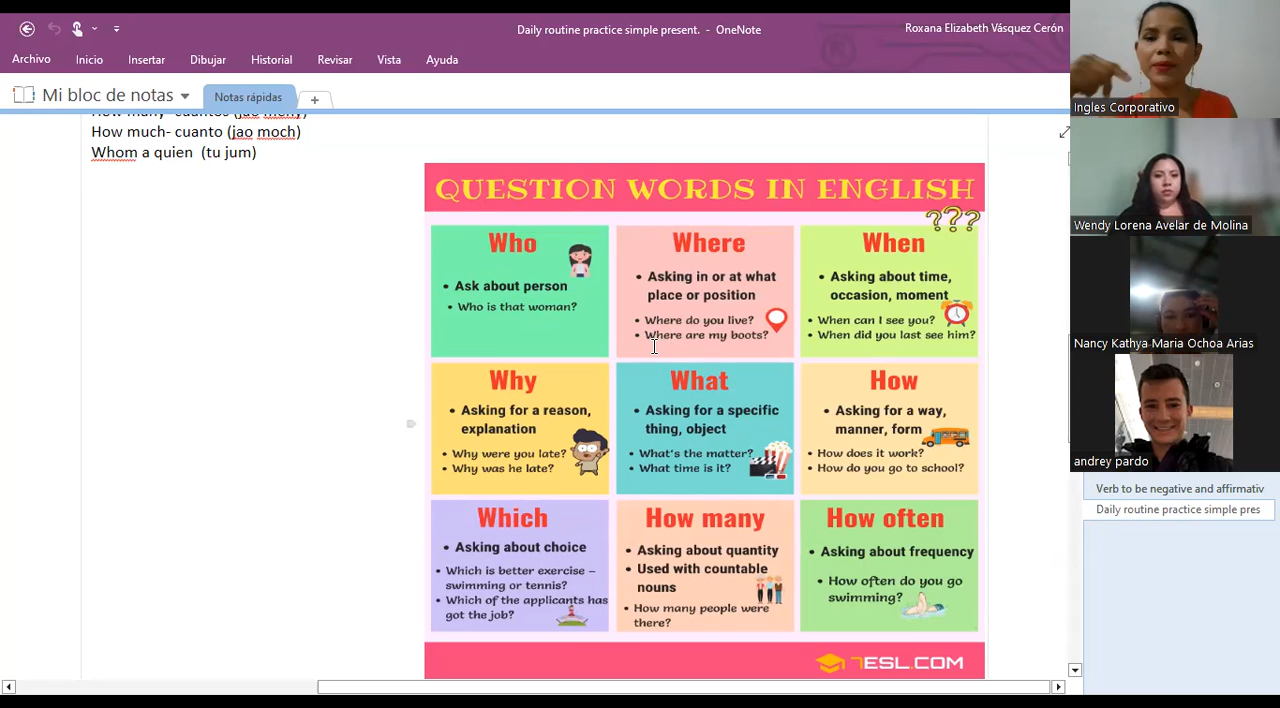 Daily routine practice simple present. - OneNote
Roxana Elizabeth Vásquez Cerón
Archivo Inicio Insertar Dibujar Historial Revisar Vista Ayuda
Mi bloc de notas
Notas rápidas
How many- cuantos (jao meny)
How much- cuanto (jao moch)
Whom a quien (tu jum)
QUESTION WORDS IN ENGLISH
???
Who
Ask about person
Who is that woman?
Where
Asking in or at what
place or position
Where do you live?
Where are my boots?
When
Asking about time,
occasion, moment
When can I see you?
When did you last see him?
Why
Asking for a reason,
explanation
Why were you late?
Why was he late?
What
Asking for a specific
thing, object
What's the matter?
What time is it?
How
Asking for a way,
manner, form
How does it work?
How do you go to school?
Which
Asking about choice
Which is better exercise –
swimming or tennis?
Which of the applicants has
got the job?
How many
Asking about quantity
Used with countable
nouns
How many people were
there?
How often
Asking about frequency
How often do you go
swimming?
7ESL.COM
Ingles Corporativo
Wendy Lorena Avelar de Molina
Nancy Kathya Maria Ochoa Arias
andrey pardo
Verb to be negative and affirmativ
Daily routine practice simple pres